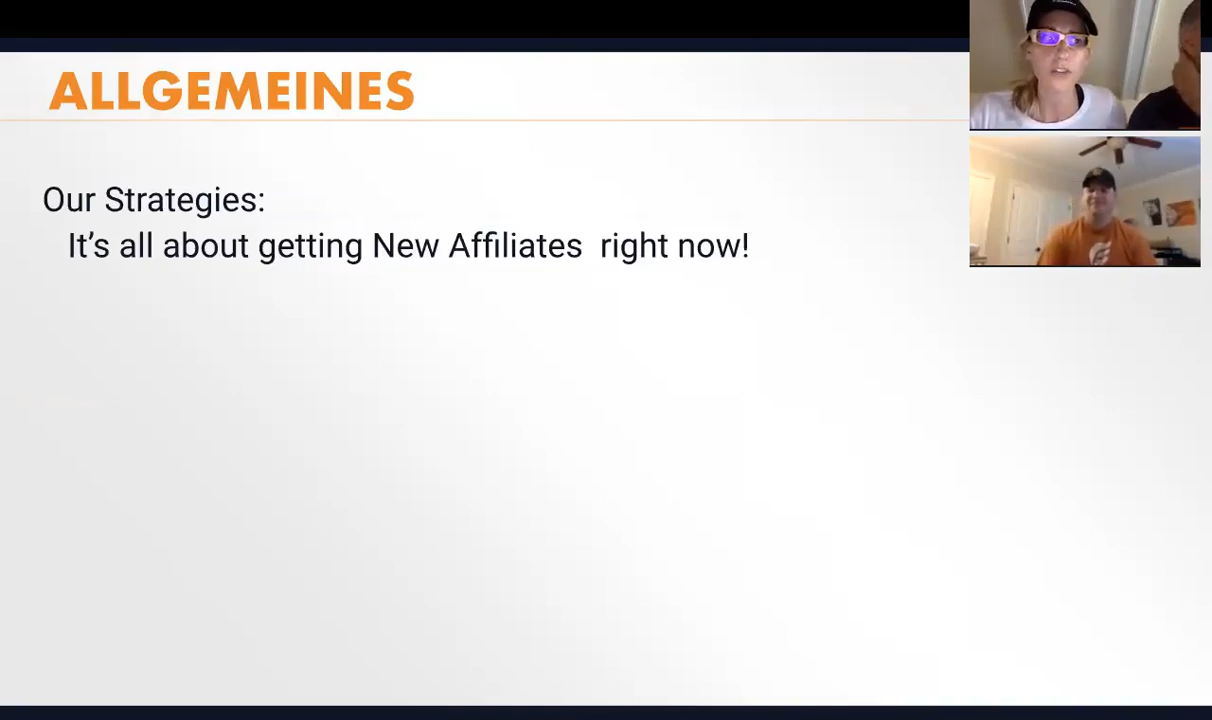 ALLGEMEINES
Our Strategies:
It’s all about getting New Affiliates  right now!